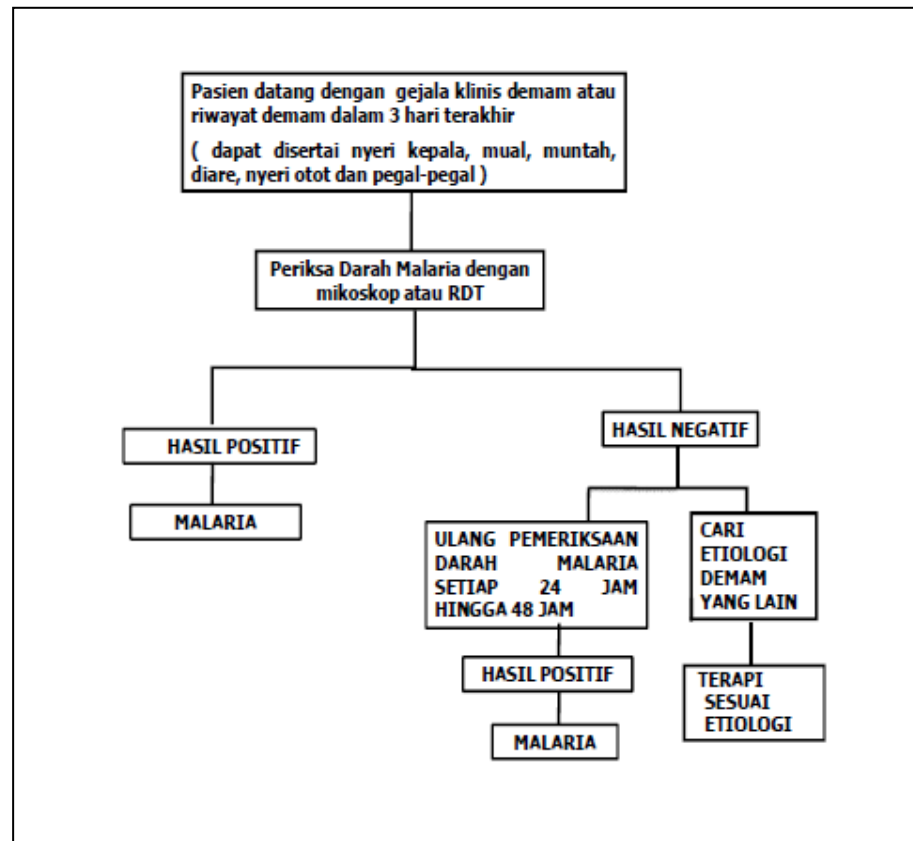 Pasien datang dengan gejala klinis demam atau
riwayat demam dalam 3 hari terakhir
( dapat disertai nyeri kepala, mual, muntah,
diare, nyeri otot dan pegal-pegal )
Periksa Darah Malaria dengan
mikoskop atau RDT
HASIL POSITIF
MALARIA
HASIL NEGATIF
ULANG PEMERIKSAAN
DARAH MALARIA
SETIAP 24 JAM
HINGGA 48 JAM
HASIL POSITIF
MALARIA
CARI
ETIOLOGI
DEMAM
YANG LAIN
TERAPI
SESUAI
ETIOLOGI